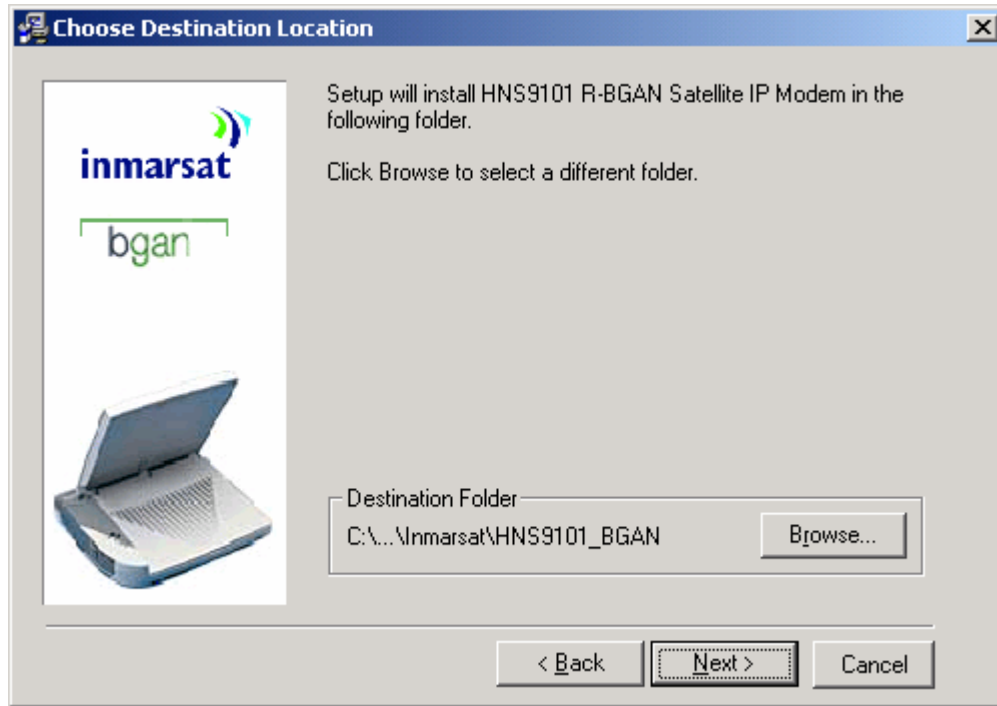 Choose Destination Location
inmarsat
bgan
Setup will install HNS9101 R-BGAN Satellite IP Modem in the
following folder.
Click Browse to select a different folder.
Destination Folder
C:\...\Inmarsat\HNS9101_BGAN
Browse...
< Back
Next >
Cancel